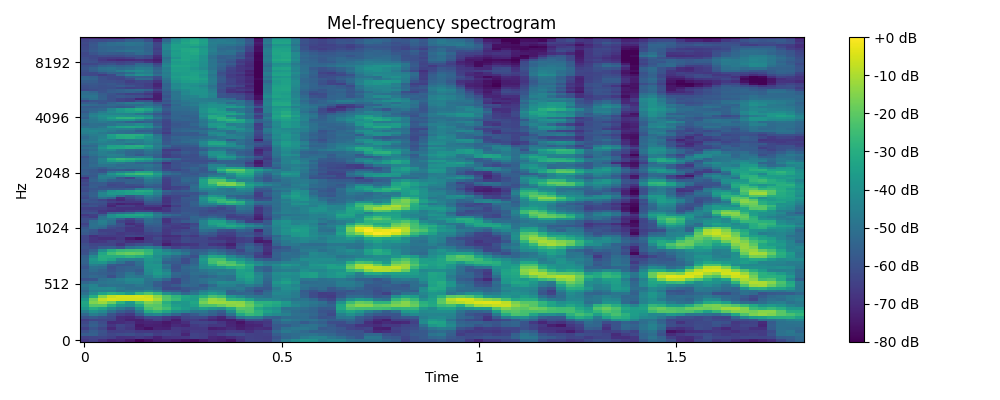 Mel-frequency spectrogram
Hz
8192
4096
2048
1024
512
0
0
0.5
1
1.5
Time
+0 dB
-10 dB
-20 dB
-30 dB
-40 dB
-50 dB
-60 dB
-70 dB
-80 dB